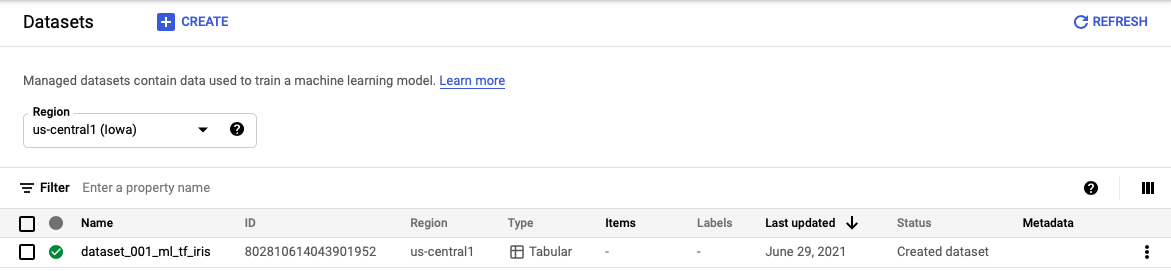 Datasets CREATE REFRESH
Managed datasets contain data used to train a machine learning model. Learn more
Region
us-central1 (Iowa)
Filter Enter a property name
Name ID Region Type Items Labels Last updated Status Metadata
dataset_001_ml_tf_iris 802810614043901952 us-central1 Tabular - - June 29, 2021 Created dataset